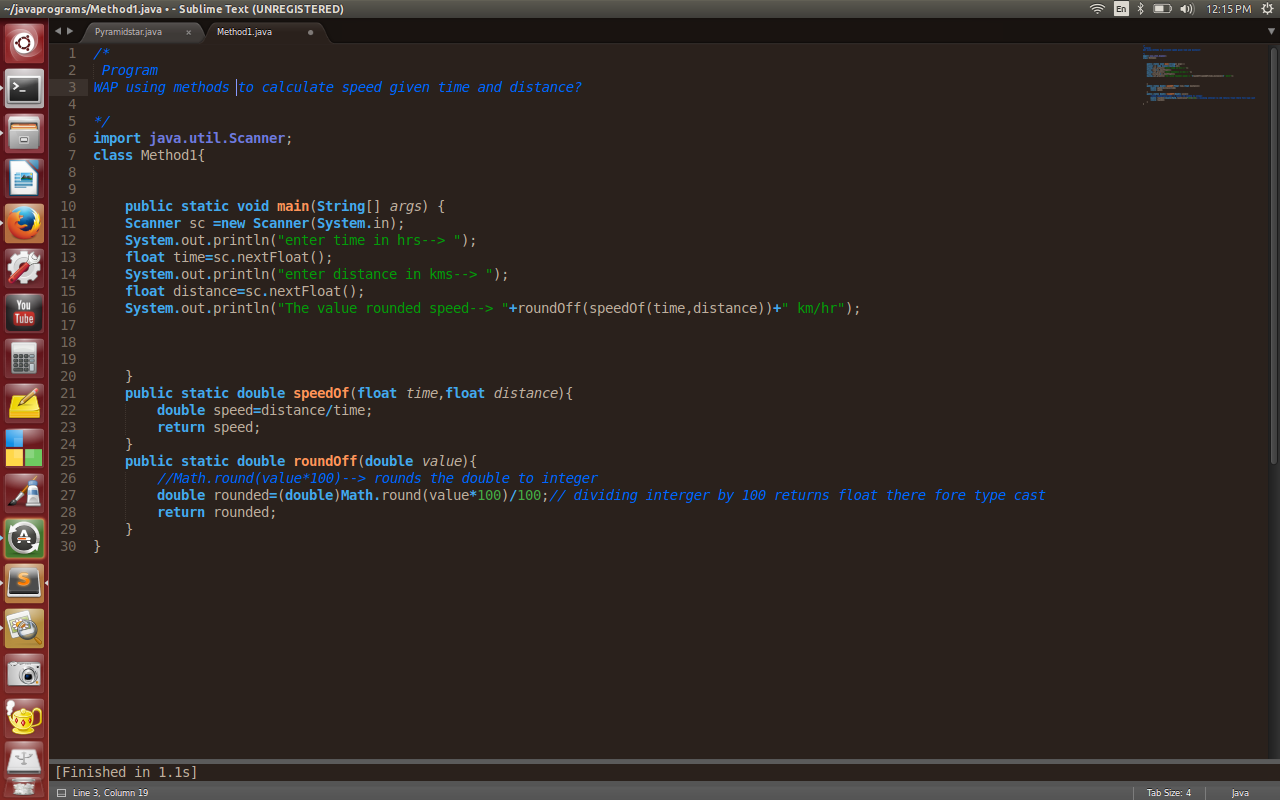 ~/javaprograms/Method1.java • - Sublime Text (UNREGISTERED)
En
12:15 PM
Pyramidstar.java
Method1.java
1 /*
2  Program
3 WAP using methods to calculate speed given time and distance?
4
5 */
6 import java.util.Scanner;
7 class Method1{
8
9
10     public static void main(String[] args) {
11     Scanner sc =new Scanner(System.in);
12     System.out.println("enter time in hrs--> ");
13     float time=sc.nextFloat();
14     System.out.println("enter distance in kms--> ");
15     float distance=sc.nextFloat();
16     System.out.println("The value rounded speed--> "+roundOff(speedOf(time,distance))+" km/hr");
17
18
19
20     }
21     public static double speedOf(float time,float distance){
22         double speed=distance/time;
23         return speed;
24     }
25     public static double roundOff(double value){
26         //Math.round(value*100)--> rounds the double to integer
27         double rounded=(double)Math.round(value*100)/100;// dividing interger by 100 returns float there fore type cast
28         return rounded;
29     }
30 }
You
Tube
[Finished in 1.1s]
Line 3, Column 19
Tab Size: 4
Java